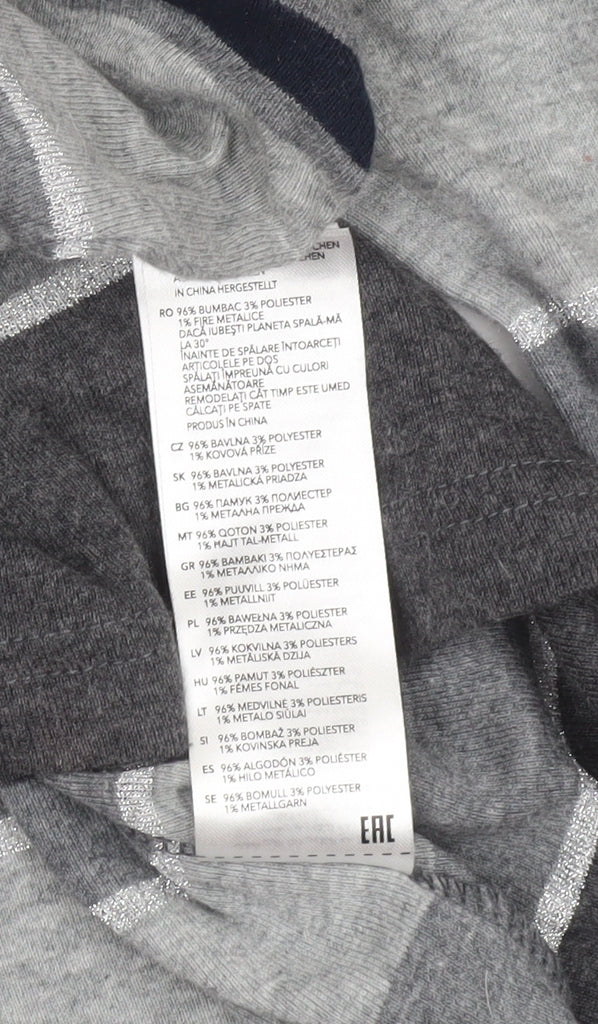 CHEN
HEN
IN CHINA HERGESTELLT
RO 96% BUMBAC 3% POLIESTER
1% FIRE METALICE
DACĂ IUBEȘTI PLANETA SPALĂ-MĂ
LA 30°
ÎNAINTE DE SPĂLARE ÎNTOARCEȚI
ARTICOLELE PE DOS
SPĂLAȚI ÎMPREUNĂ CU CULORI
ASEMĂNĂTOARE
REMODELAȚI CÂT TIMP ESTE UMED
CĂLCAȚI PE SPATE
PRODUS ÎN CHINA
CZ 96% BAVLNA 3% POLYESTER
1% KOVOVÁ PŘÍZE
SK 96% BAVLNA 3% POLYESTER
1% METALICKÁ PRIADZA
BG 96% ПАМУК 3% ПОЛИЕСТЕР
1% МЕТАЛНА ПРЕЖДА
MT 96% QOTON 3% POLIESTER
1% ĦAJT TAL-METALL
GR 96% ΒΑΜΒΑΚΙ 3% ΠΟΛΥΕΣΤΕΡΑΣ
1% ΜΕΤΑΛΛΙΚΟ ΝΗΜΑ
EE 96% PUUVILL 3% POLÜESTER
1% METALLNIIT
PL 96% BAWEŁNA 3% POLIESTER
1% PRZĘDZA METALICZNA
LV 96% KOKVILNA 3% POLIESTERS
1% METĀLISKĀ DZIJA
HU 96% PAMUT 3% POLIÉSZTER
1% FÉMES FONAL
LT 96% MEDVILNĖ 3% POLIESTERIS
1% METALO SIŪLAI
SI 96% BOMBAŽ 3% POLYESTER
1% KOVINSKA PREJA
ES 96% ALGODÓN 3% POLIÉSTER
1% HILO METÁLICO
SE 96% BOMULL 3% POLYESTER
1% METALLGARN
EAC